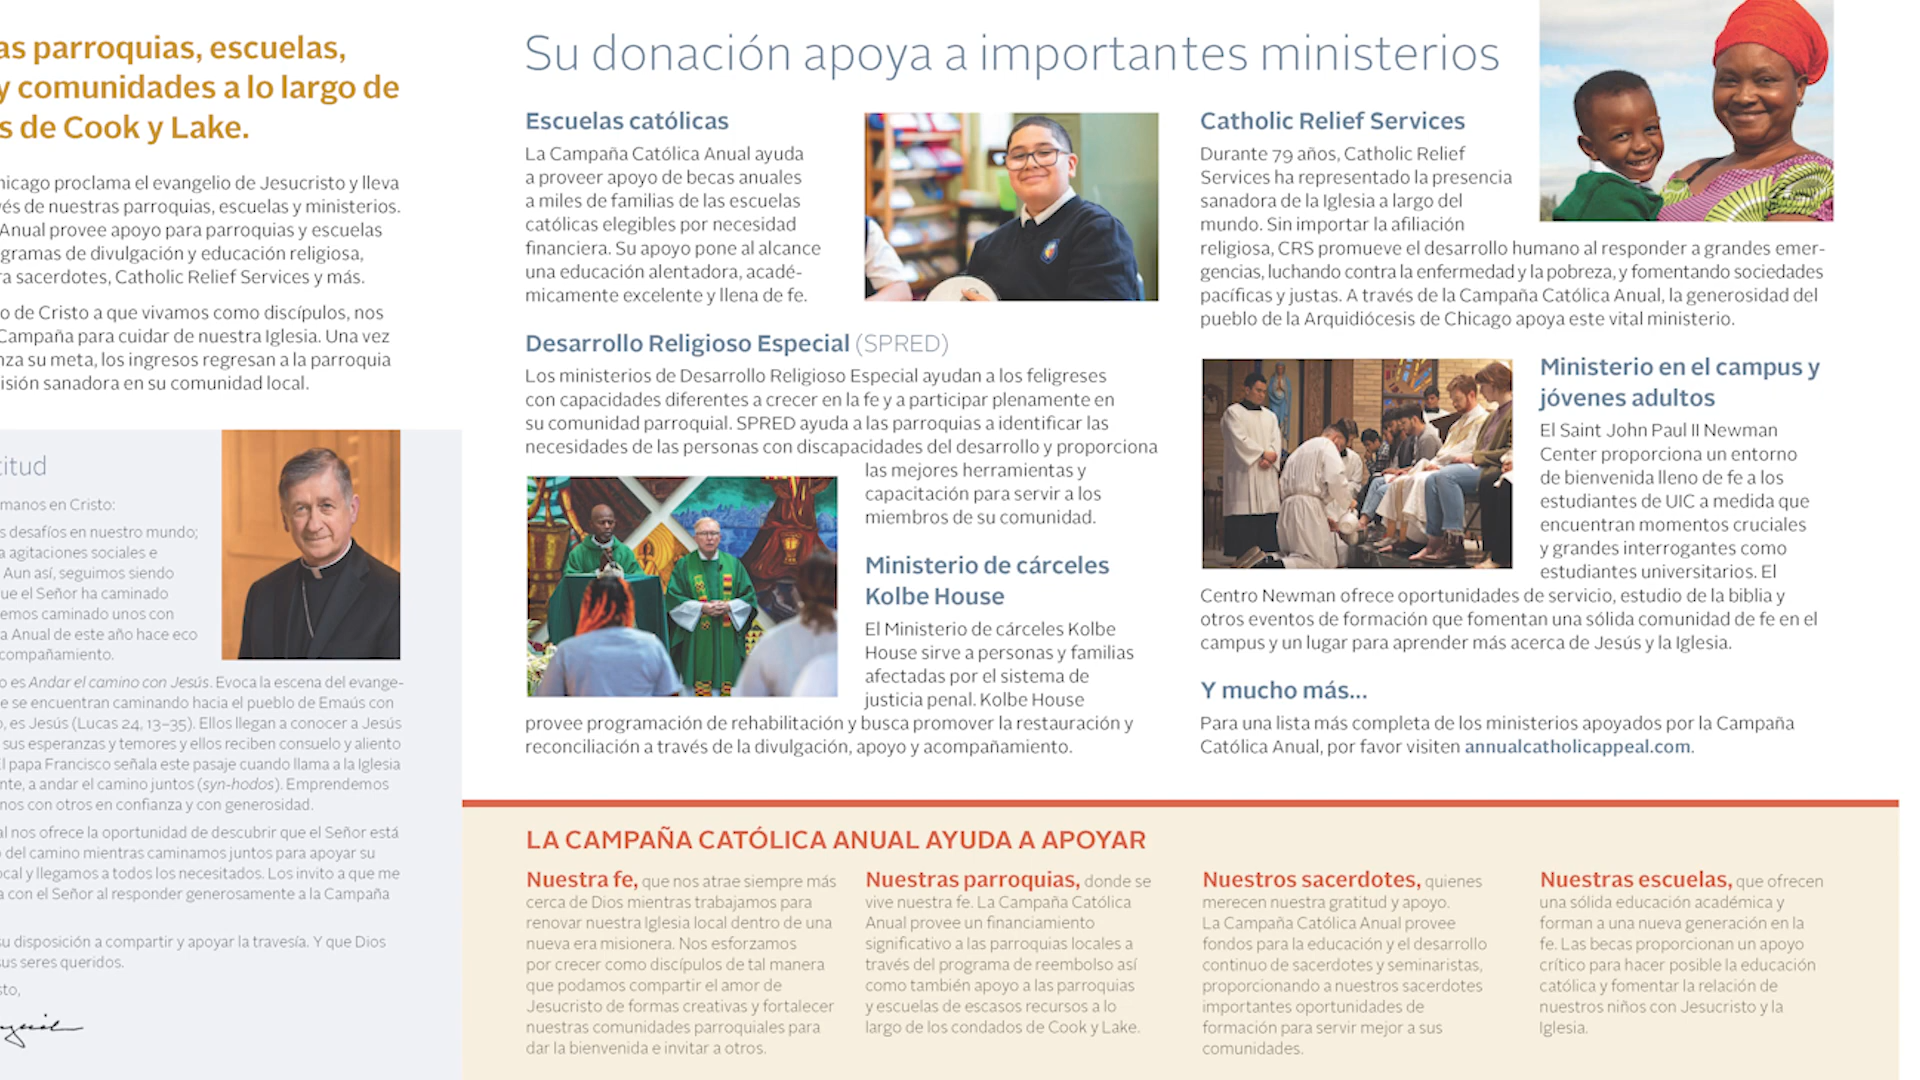 as parroquias, escuelas,
y comunidades a lo largo de
s de Cook y Lake.
hicago proclama el evangelio de Jesucristo y lleva
vés de nuestras parroquias, escuelas y ministerios.
Anual provee apoyo para parroquias y escuelas
gramas de divulgación y educación religiosa,
ra sacerdotes, Catholic Relief Services y más.
o de Cristo a que vivamos como discípulos, nos
Campaña para cuidar de nuestra Iglesia. Una vez
nza su meta, los ingresos regresan a la parroquia
isión sanadora en su comunidad local.
titud
manos en Cristo:
s desafíos en nuestro mundo;
a agitaciones sociales e
Aun así, seguimos siendo
ue el Señor ha caminado
emos caminado unos con
a Anual de este año hace eco
compañamiento.
o es Andar el camino con Jesús. Evoca la escena del evange-
e se encuentran caminando hacia el pueblo de Emaús con
o, es Jesús (Lucas 24, 13–35). Ellos llegan a conocer a Jesús
sus esperanzas y temores y ellos reciben consuelo y aliento
El papa Francisco señala este pasaje cuando llama a la Iglesia
nte, a andar el camino juntos (syn-hodos). Emprendemos
nos con otros en confianza y con generosidad.
al nos ofrece la oportunidad de descubrir que el Señor está
o del camino mientras caminamos juntos para apoyar su
ocal y llegamos a todos los necesitados. Los invito a que me
a con el Señor al responder generosamente a la Campaña
su disposición a compartir y apoyar la travesía. Y que Dios
sus seres queridos.
sto,
Su donación apoya a importantes ministerios
Escuelas católicas
La Campaña Católica Anual ayuda
a proveer apoyo de becas anuales
a miles de familias de las escuelas
católicas elegibles por necesidad
financiera. Su apoyo pone al alcance
una educación alentadora, acadé-
micamente excelente y llena de fe.
Desarrollo Religioso Especial (SPRED)
Los ministerios de Desarrollo Religioso Especial ayudan a los feligreses
con capacidades diferentes a crecer en la fe y a participar plenamente en
su comunidad parroquial. SPRED ayuda a las parroquias a identificar las
necesidades de las personas con discapacidades del desarrollo y proporciona
las mejores herramientas y
capacitación para servir a los
miembros de su comunidad.
Ministerio de cárceles
Kolbe House
El Ministerio de cárceles Kolbe
House sirve a personas y familias
afectadas por el sistema de
justicia penal. Kolbe House
provee programación de rehabilitación y busca promover la restauración y
reconciliación a través de la divulgación, apoyo y acompañamiento.
Catholic Relief Services
Durante 79 años, Catholic Relief
Services ha representado la presencia
sanadora de la Iglesia a largo del
mundo. Sin importar la afiliación
religiosa, CRS promueve el desarrollo humano al responder a grandes emer-
gencias, luchando contra la enfermedad y la pobreza, y fomentando sociedades
pacíficas y justas. A través de la Campaña Católica Anual, la generosidad del
pueblo de la Arquidiócesis de Chicago apoya este vital ministerio.
Ministerio en el campus y
jóvenes adultos
El Saint John Paul II Newman
Center proporciona un entorno
de bienvenida lleno de fe a los
estudiantes de UIC a medida que
encuentran momentos cruciales
y grandes interrogantes como
estudiantes universitarios. El
Centro Newman ofrece oportunidades de servicio, estudio de la biblia y
otros eventos de formación que fomentan una sólida comunidad de fe en el
campus y un lugar para aprender más acerca de Jesús y la Iglesia.
Y mucho más...
Para una lista más completa de los ministerios apoyados por la Campaña
Católica Anual, por favor visiten annualcatholicappeal.com.
LA CAMPAÑA CATÓLICA ANUAL AYUDA A APOYAR
Nuestra fe, que nos atrae siempre más
cerca de Dios mientras trabajamos para
renovar nuestra Iglesia local dentro de una
nueva era misionera. Nos esforzamos
por crecer como discípulos de tal manera
que podamos compartir el amor de
Jesucristo de formas creativas y fortalecer
nuestras comunidades parroquiales para
dar la bienvenida e invitar a otros.
Nuestras parroquias, donde se
vive nuestra fe. La Campaña Católica
Anual provee un financiamiento
significativo a las parroquias locales a
través del programa de reembolso así
como también apoyo a las parroquias
y escuelas de escasos recursos a lo
largo de los condados de Cook y Lake.
Nuestros sacerdotes, quienes
merecen nuestra gratitud y apoyo.
La Campaña Católica Anual provee
fondos para la educación y el desarrollo
continuo de sacerdotes y seminaristas,
proporcionando a nuestros sacerdotes
importantes oportunidades de
formación para servir mejor a sus
comunidades.
Nuestras escuelas, que ofrecen
una sólida educación académica y
forman a una nueva generación en la
fe. Las becas proporcionan un apoyo
crítico para hacer posible la educación
católica y fomentar la relación de
nuestros niños con Jesucristo y la
Iglesia.